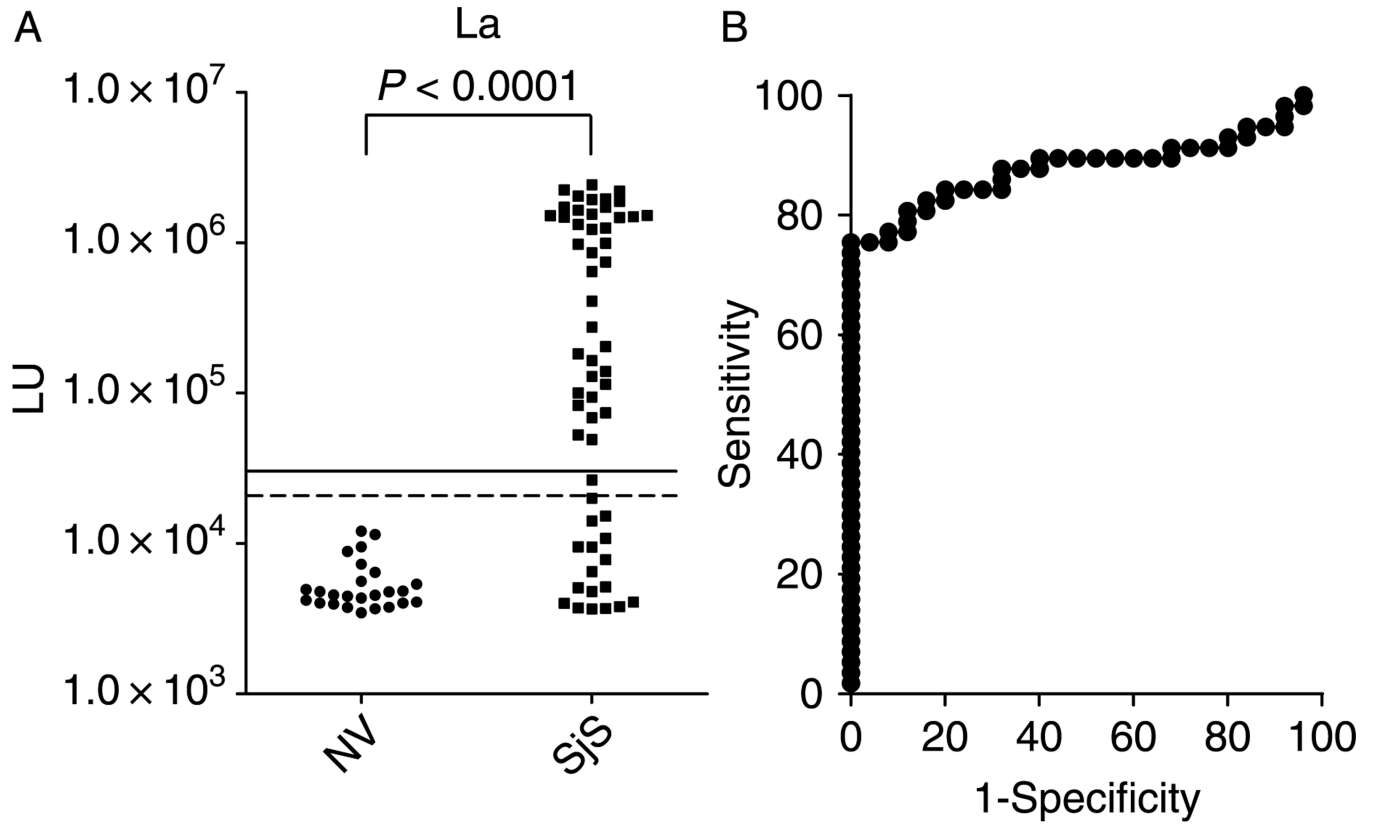 A
La
P < 0.0001
1.0 × 10⁷
1.0 × 10⁶
1.0 × 10⁵
1.0 × 10⁴
1.0 × 10³
LU
NV
SjS
B
100
80
60
40
20
0
Sensitivity
0 20 40 60 80 100
1-Specificity